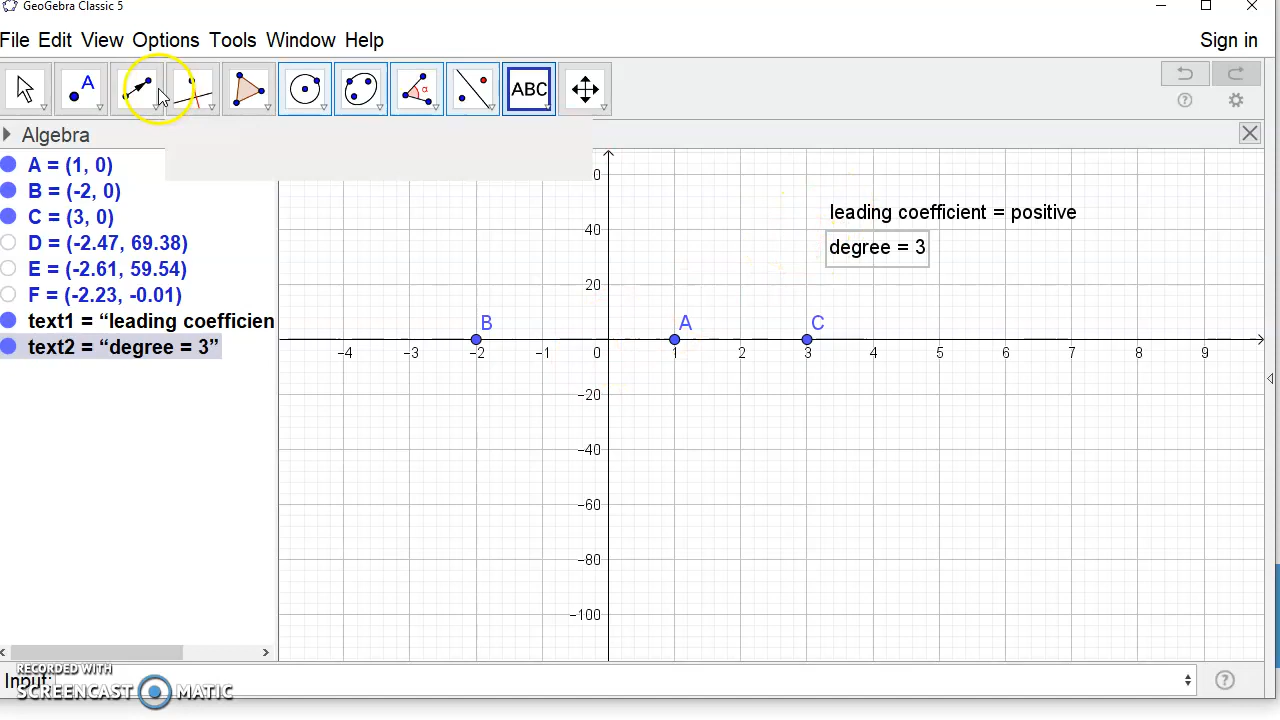 GeoGebra Classic 5
File Edit View Options Tools Window Help Sign in
A α ABC
Algebra
A = (1, 0)
B = (-2, 0)
C = (3, 0)
D = (-2.47, 69.38)
E = (-2.61, 59.54)
F = (-2.23, -0.01)
text1 = “leading coefficien
text2 = “degree = 3”
leading coefficient = positive
degree = 3
B A C
0
40
20
–4 –3 –2 –1 0 1 2 3 4 5 6 7 8 9
–20
–40
–60
–80
–100
RECORDED WITH
SCREENCAST MATIC
Input: